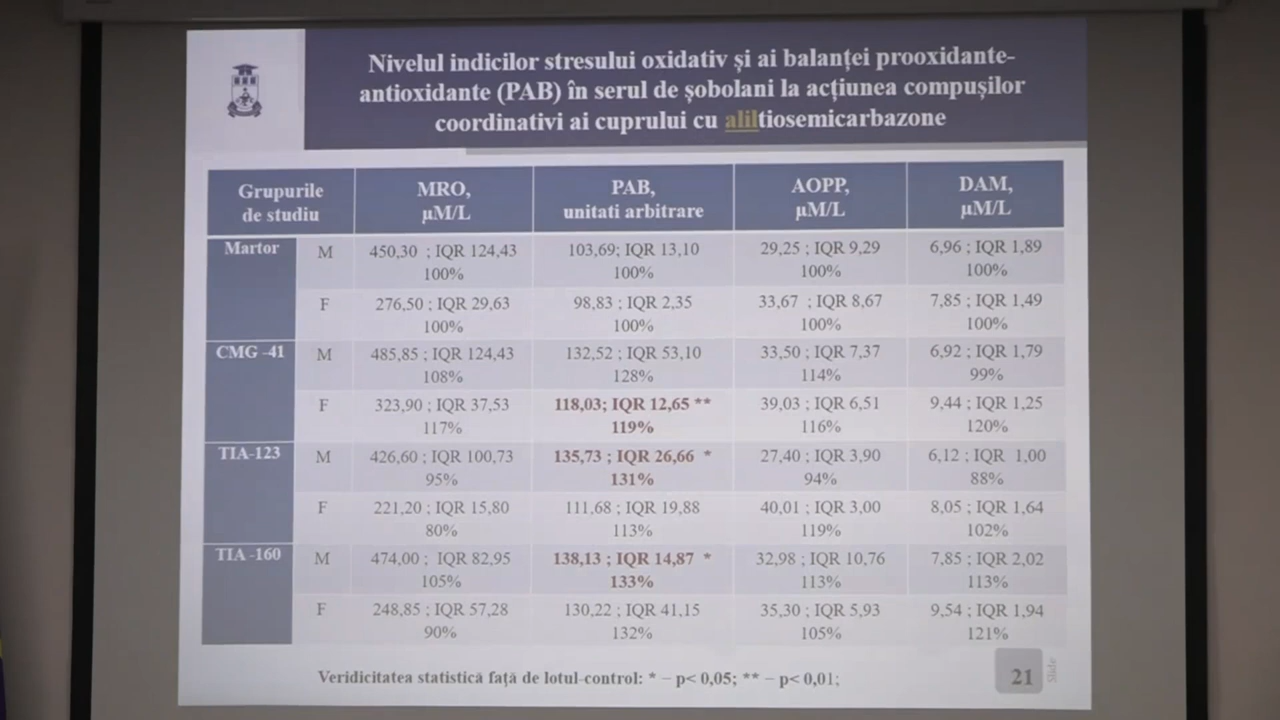 Nivelul indicilor stresului oxidativ și ai balanței prooxidante-
antioxidante (PAB) în serul de șobolani la acțiunea compușilor
coordinativi ai cuprului cu aliltiosemicarbazone
Grupurile
de studiu
MRO,
µM/L
PAB,
unitati arbitrare
AOPP,
µM/L
DAM,
µM/L
Martor
M
450,30 ; IQR 124,43
100%
103,69; IQR 13,10
100%
29,25 ; IQR 9,29
100%
6,96 ; IQR 1,89
100%
F
276,50 ; IQR 29,63
100%
98,83 ; IQR 2,35
100%
33,67 ; IQR 8,67
100%
7,85 ; IQR 1,49
100%
CMG -41
M
485,85 ; IQR 124,43
108%
132,52 ; IQR 53,10
128%
33,50 ; IQR 7,37
114%
6,92 ; IQR 1,79
99%
F
323,90 ; IQR 37,53
117%
118,03; IQR 12,65 **
119%
39,03 ; IQR 6,51
116%
9,44 ; IQR 1,25
120%
TIA-123
M
426,60 ; IQR 100,73
95%
135,73 ; IQR 26,66 *
131%
27,40 ; IQR 3,90
94%
6,12 ; IQR 1,00
88%
F
221,20 ; IQR 15,80
80%
111,68 ; IQR 19,88
113%
40,01 ; IQR 3,00
119%
8,05 ; IQR 1,64
102%
TIA -160
M
474,00 ; IQR 82,95
105%
138,13 ; IQR 14,87 *
133%
32,98 ; IQR 10,76
113%
7,85 ; IQR 2,02
113%
F
248,85 ; IQR 57,28
90%
130,22 ; IQR 41,15
132%
35,30 ; IQR 5,93
105%
9,54 ; IQR 1,94
121%
Veridicitatea statistică față de lotul-control: * – p< 0,05; ** – p< 0,01;
21
Slide